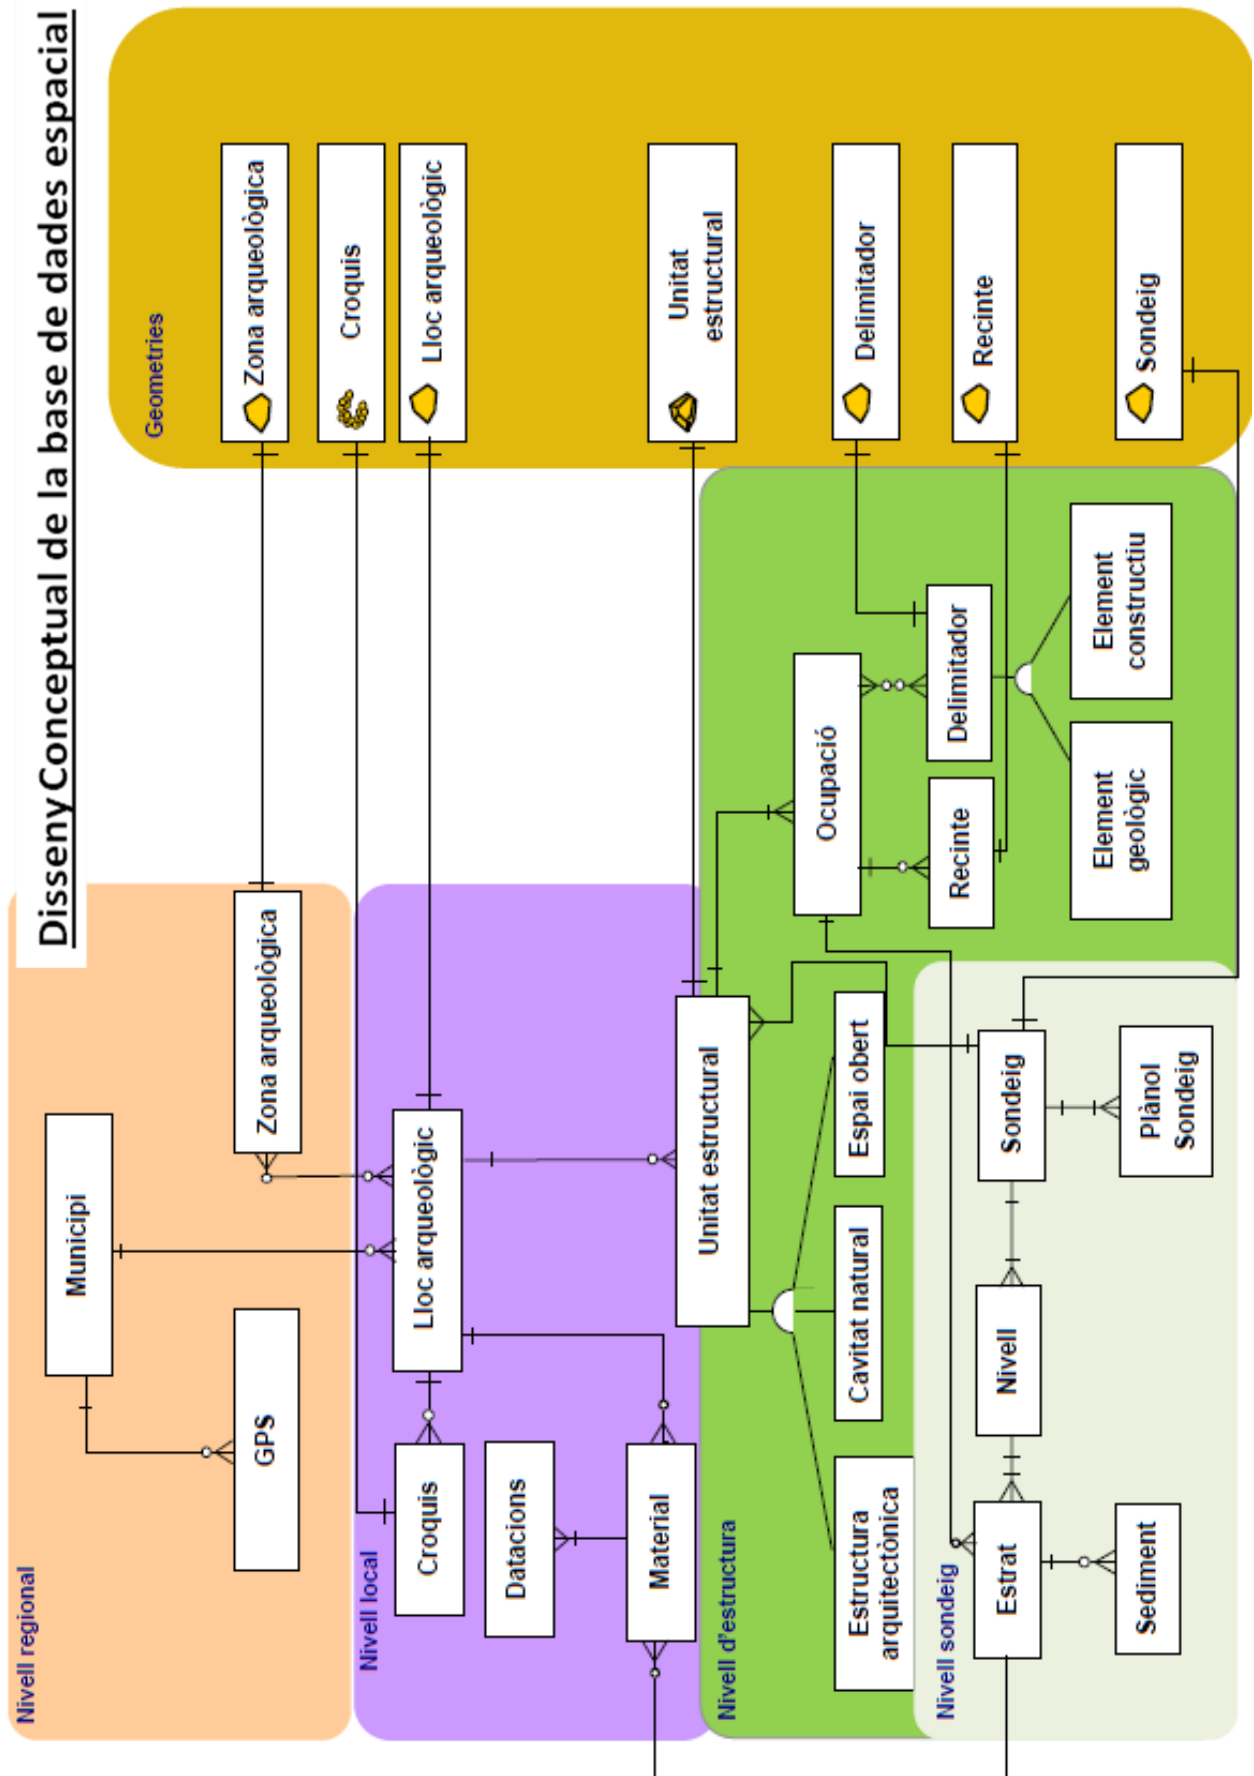 Disseny Conceptual de la base de dades espacial
Nivell regional
Municipi
GPS
Zona arqueològica
Nivell local
Croquis
Lloc arqueològic
Datacions
Material
Unitat estructural
Nivell d'estructura
Estructura
arquitectònica
Cavitat natural
Espai obert
Ocupació
Recinte
Delimitador
Element
geològic
Element
constructiu
Nivell sondeig
Estrat
Nivell
Sondeig
Sediment
Plànol
Sondeig
Geometries
Zona arqueològica
Croquis
Lloc arqueològic
Unitat
estructural
Delimitador
Recinte
Sondeig